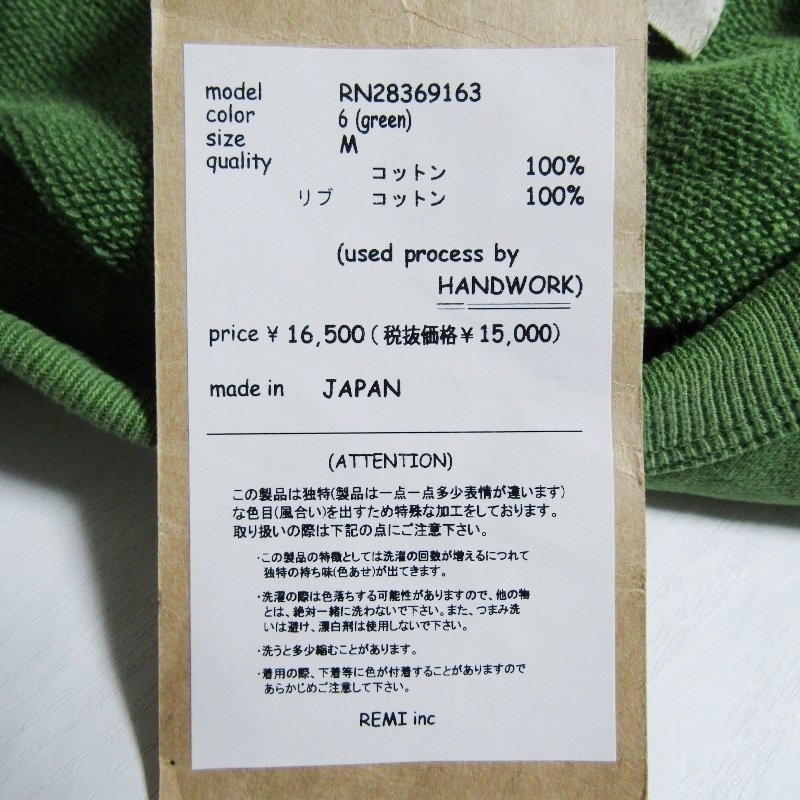 model RN28369163
color 6 (green)
size M
quality
コットン 100%
リブ コットン 100%
(used process by
HANDWORK)
price ¥ 16,500 ( 税抜価格 ¥ 15,000)
made in JAPAN
(ATTENTION)
この製品は独特(製品は一点一点多少表情が違います)
な色目(風合い)を出すため特殊な加工をしております。
取り扱いの際は下記の点にご注意下さい。
・この製品の特徴としては洗濯の回数が増えるにつれて
独特の持ち味(色あせ)が出てきます。
・洗濯の際は色落ちする可能性がありますので、他の物
とは、絶対一緒に洗わないで下さい。また、つまみ洗
いは避け、漂白剤は使用しないで下さい。
・洗うと多少縮むことがあります。
・着用の際、下着等に色が付着することがありますので
あらかじめご注意して下さい。
REMI inc